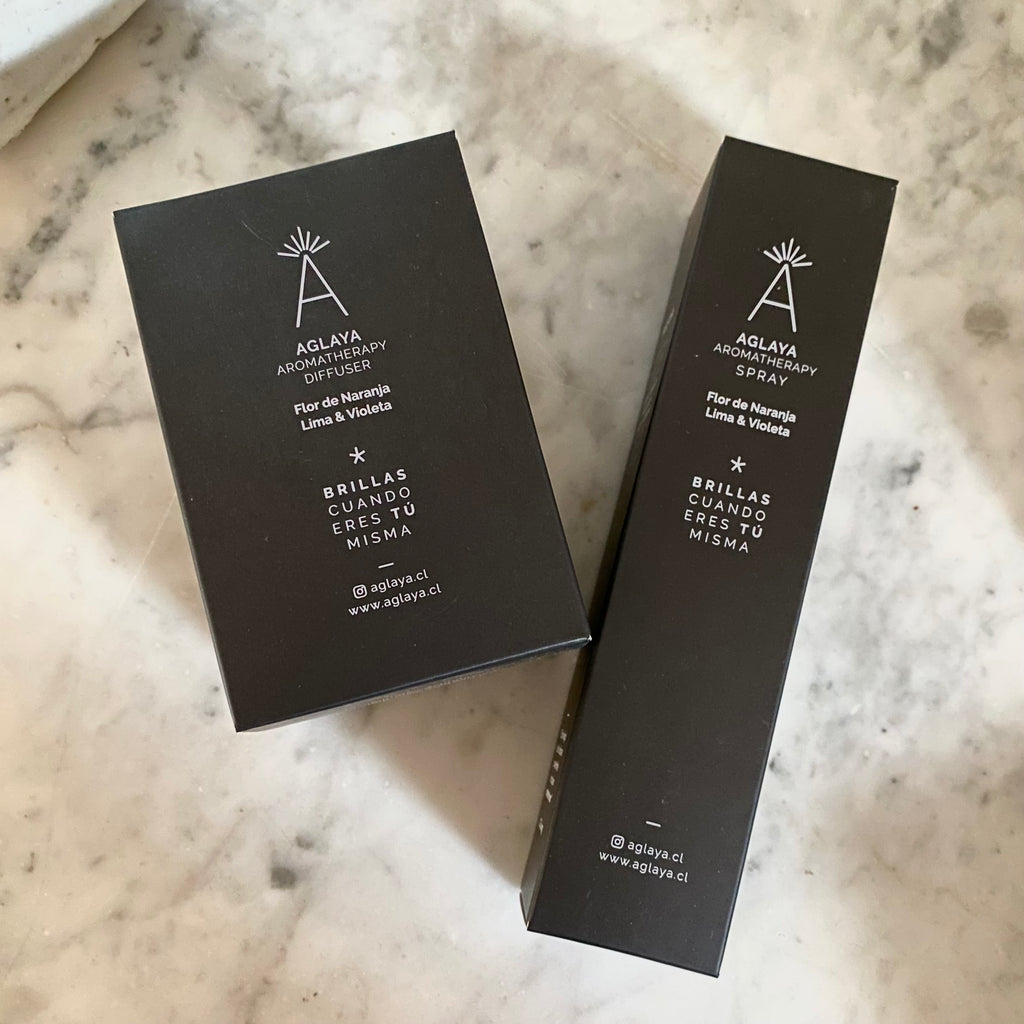 AGLAYA
AROMATHERAPY
DIFFUSER
Flor de Naranja
Lima & Violeta
*
BRILLAS
CUANDO
ERES TÚ
MISMA
aglaya.cl
www.aglaya.cl
AGLAYA
AROMATHERAPY
SPRAY
Flor de Naranja
Lima & Violeta
*
BRILLAS
CUANDO
ERES TÚ
MISMA
aglaya.cl
www.aglaya.cl